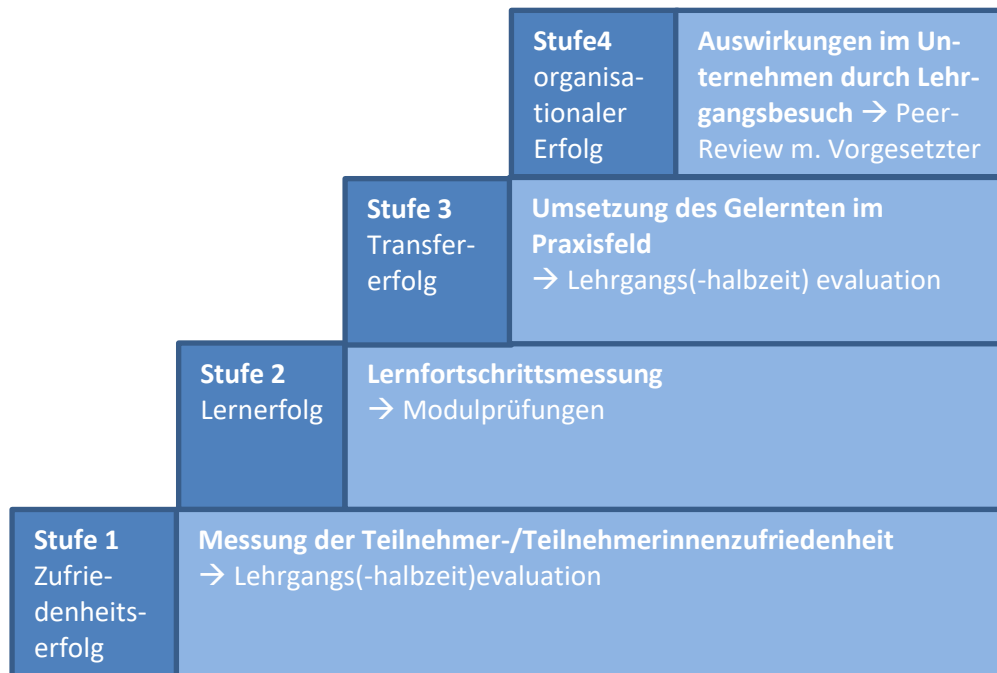 Stufe4
organisa-
tionaler
Erfolg
Auswirkungen im Un-
ternehmen durch Lehr-
gangsbesuch → Peer-
Review m. Vorgesetzter
Stufe 3
Transfer-
erfolg
Umsetzung des Gelernten im
Praxisfeld
→ Lehrgangs(-halbzeit) evaluation
Stufe 2
Lernerfolg
Lernfortschrittsmessung
→ Modulprüfungen
Stufe 1
Zufrie-
denheits-
erfolg
Messung der Teilnehmer-/Teilnehmerinnenzufriedenheit
→ Lehrgangs(-halbzeit)evaluation